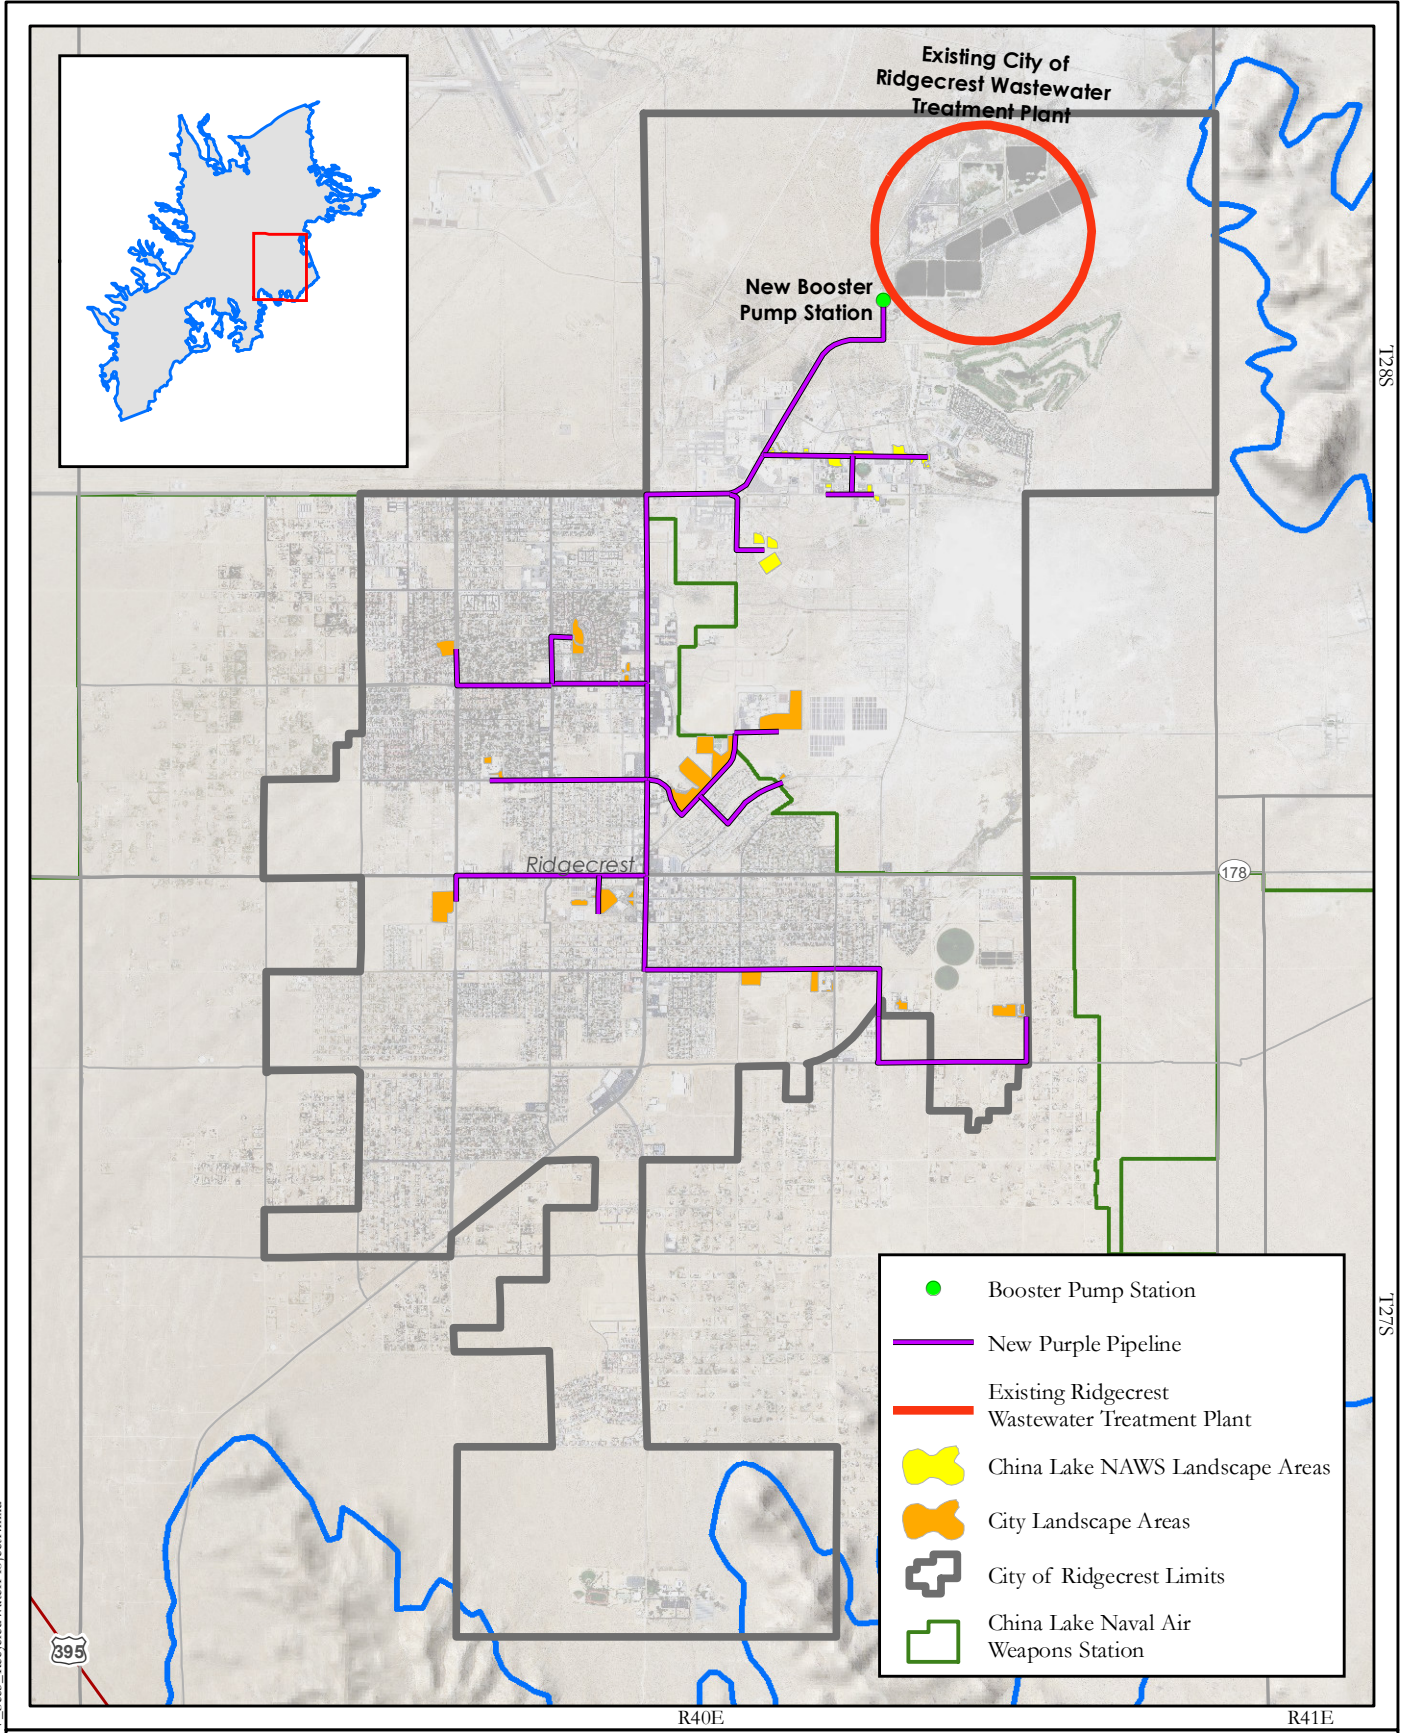 Existing City of
Ridgecrest Wastewater
Treatment Plant
New Booster
Pump Station
T28S
Ridgecrest
178
Booster Pump Station
New Purple Pipeline
T27S
Existing Ridgecrest
Wastewater Treatment Plant
China Lake NAWS Landscape Areas
City Landscape Areas
City of Ridgecrest Limits
China Lake Naval Air
Weapons Station
395
R40E
R41E